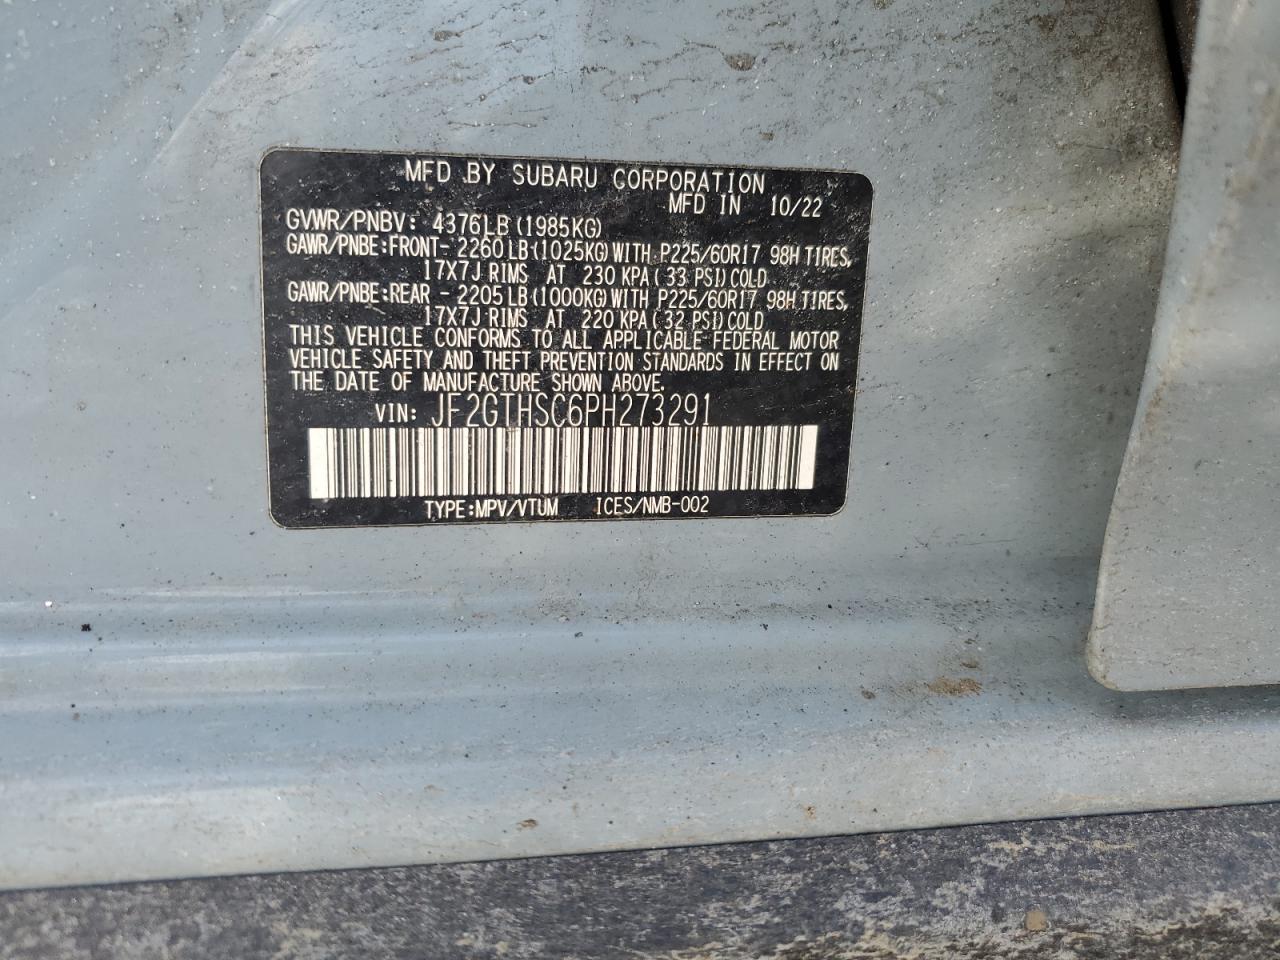 MFD BY SUBARU CORPORATION
MFD IN 10/22
GVWR/PNBV: 4376LB (1985KG)
GAWR/PNBE:FRONT- 2260LB(1025KG)WITH P225/60R17 98H TIRES,
17X7J RIMS AT 230 KPA( 33 PSI)COLD
GAWR/PNBE:REAR - 2205LB(1000KG)WITH P225/60R17 98H TIRES,
17X7J RIMS AT 220 KPA( 32 PSI)COLD
THIS VEHICLE CONFORMS TO ALL APPLICABLE FEDERAL MOTOR
VEHICLE SAFETY AND THEFT PREVENTION STANDARDS IN EFFECT ON
THE DATE OF MANUFACTURE SHOWN ABOVE.
VIN: JF2GTHSC6PH273291
TYPE:MPV/VTUM ICES/NMB-002